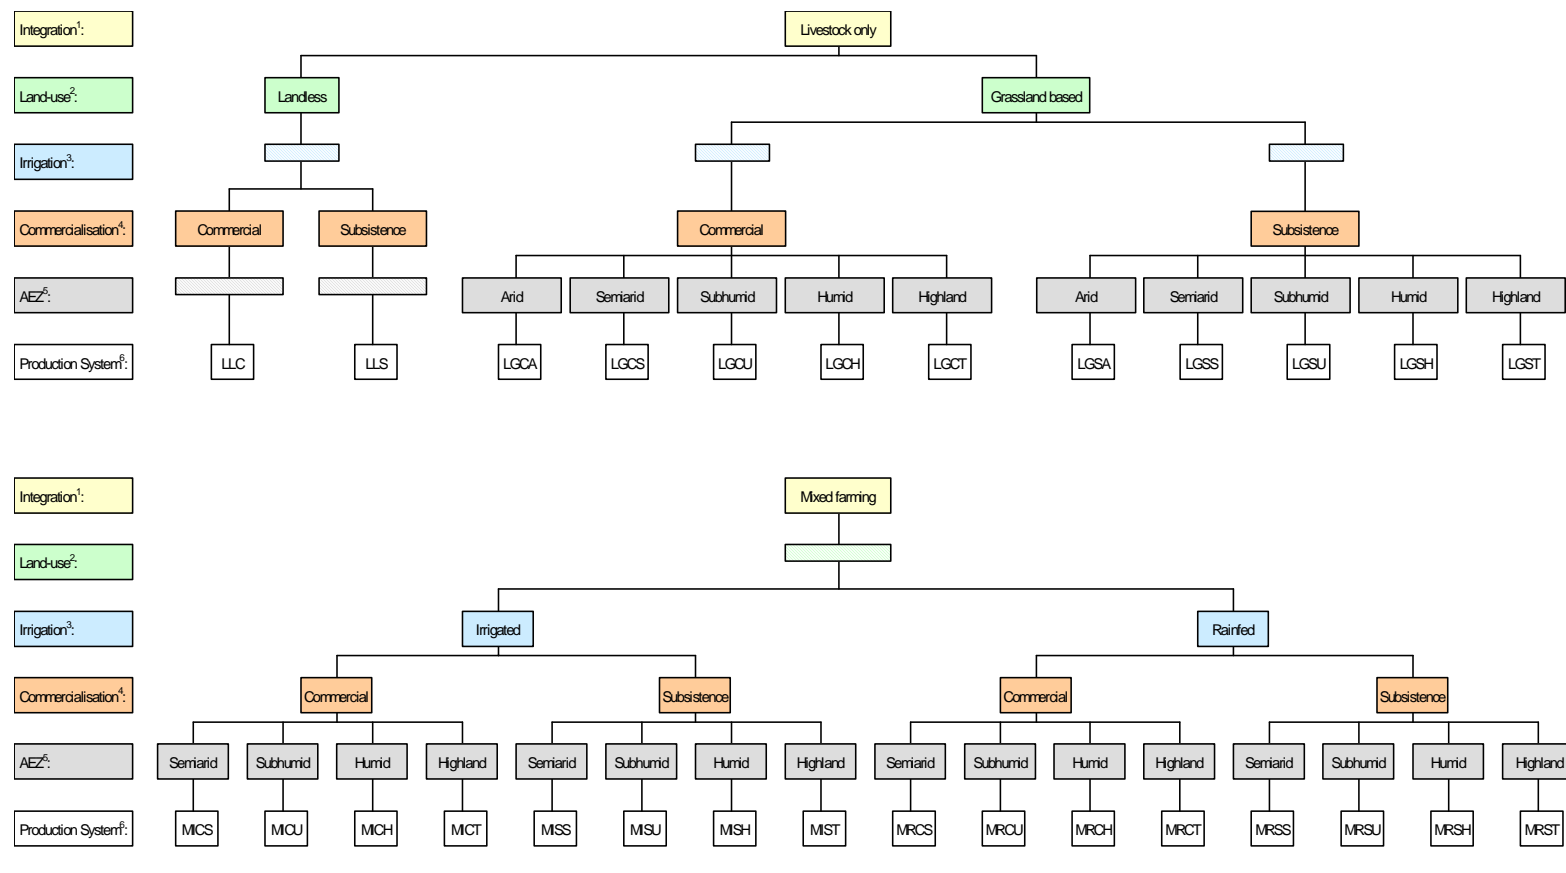 Integration¹: Livestock only
Land-use²: Landless Grassland based
Irrigation³:
Commercialisation⁴: Commercial Subsistence Commercial Subsistence
AEZ⁵: Arid Semiarid Subhumid Humid Highland Arid Semiarid Subhumid Humid Highland
Production System⁶: LLC LLS LGCA LGCS LGCU LGCH LGCT LGSA LGSS LGSU LGSH LGST
Integration¹: Mixed farming
Land-use²:
Irrigation³: Irrigated Rainfed
Commercialisation⁴: Commercial Subsistence Commercial Subsistence
AEZ⁵: Semiarid Subhumid Humid Highland Semiarid Subhumid Humid Highland Semiarid Subhumid Humid Highland Semiarid Subhumid Humid Highland
Production System⁶: MICS MICU MICH MICT MISS MISU MISH MIST MRCS MRCU MRCH MRCT MRSS MRSU MRSH MRST